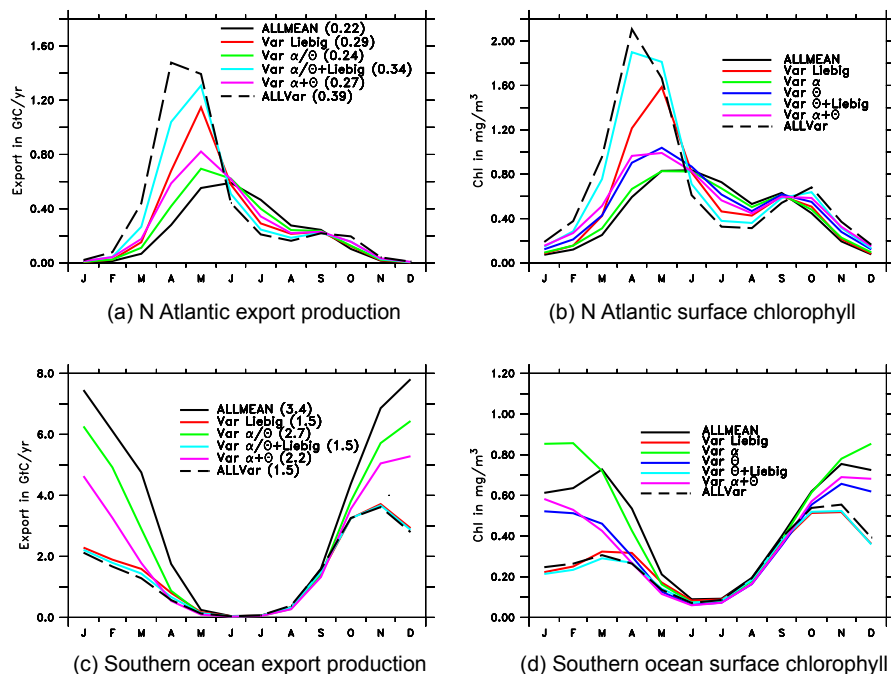 Export in GtC/yr
1.60
1.20
0.80
0.40
0.00
ALLMEAN (0.22)
Var Liebig (0.29)
Var α/Θ (0.24)
Var α/Θ+Liebig (0.34)
Var α+Θ (0.27)
ALLVar (0.39)
J F M A M J J A S O N D
(a) N Atlantic export production
Chl in mg/m³
2.00
1.60
1.20
0.80
0.40
0.00
ALLMEAN
Var Liebig
Var α
Var Θ
Var Θ+Liebig
Var α+Θ
ALLVar
J F M A M J J A S O N D
(b) N Atlantic surface chlorophyll
Export in GtC/yr
8.0
6.0
4.0
2.0
0.00
ALLMEAN (3.4)
Var Liebig (1.5)
Var α/Θ (2.7)
Var α/Θ+Liebig (1.5)
Var α+Θ (2.2)
ALLVar (1.5)
J F M A M J J A S O N D
(c) Southern ocean export production
Chl in mg/m³
1.20
1.00
0.80
0.60
0.40
0.20
0.00
ALLMEAN
Var Liebig
Var α
Var Θ
Var Θ+Liebig
Var α+Θ
ALLVar
J F M A M J J A S O N D
(d) Southern ocean surface chlorophyll